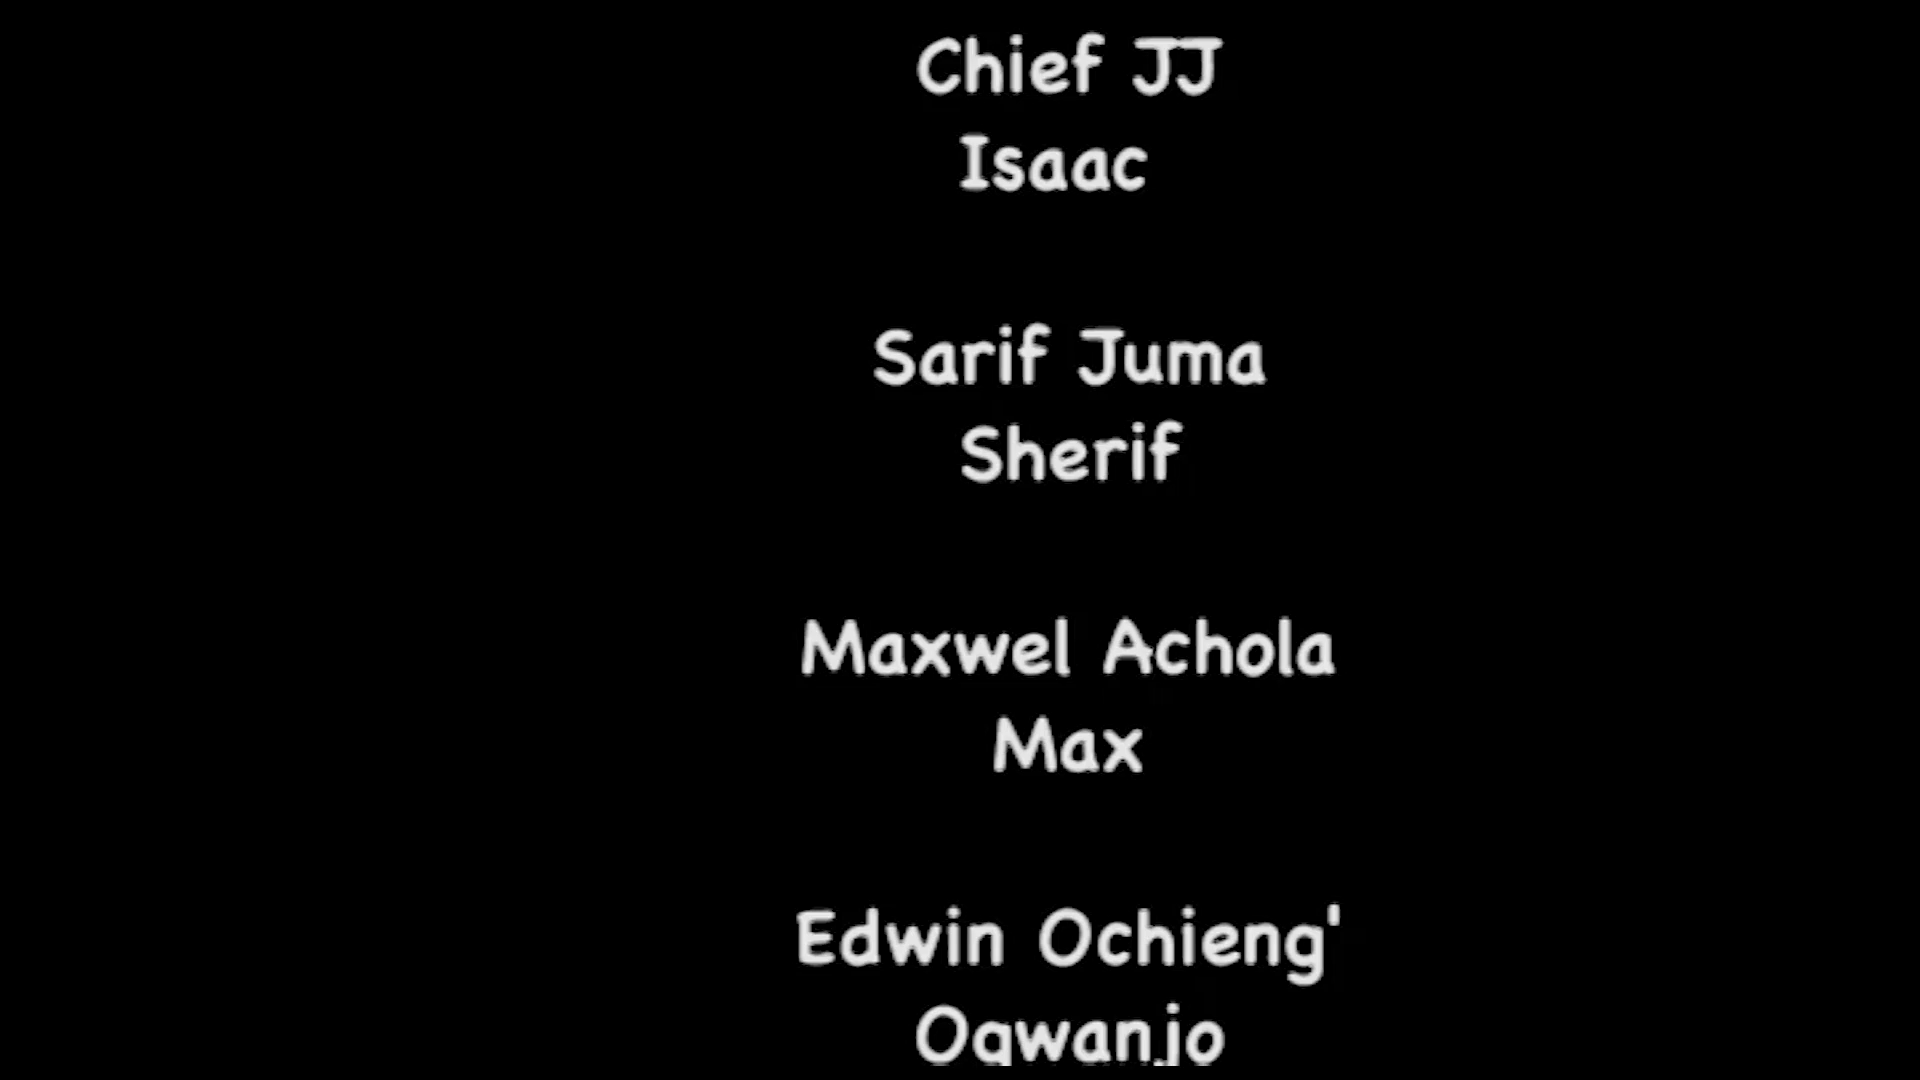 Chief JJ
Isaac
Sarif Juma
Sherif
Maxwel Achola
Max
Edwin Ochieng'
Ogwanjo